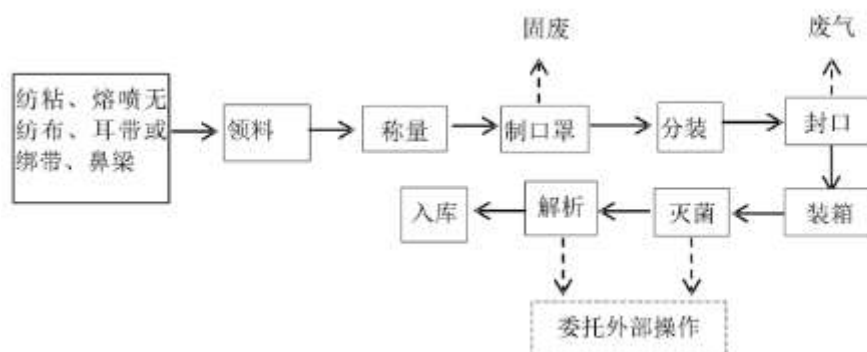 固废
废气
纺粘、熔喷无
纺布、耳带或
绑带、鼻梁
领料
称量
制口罩
分装
封口
入库
解析
灭菌
装箱
委托外部操作